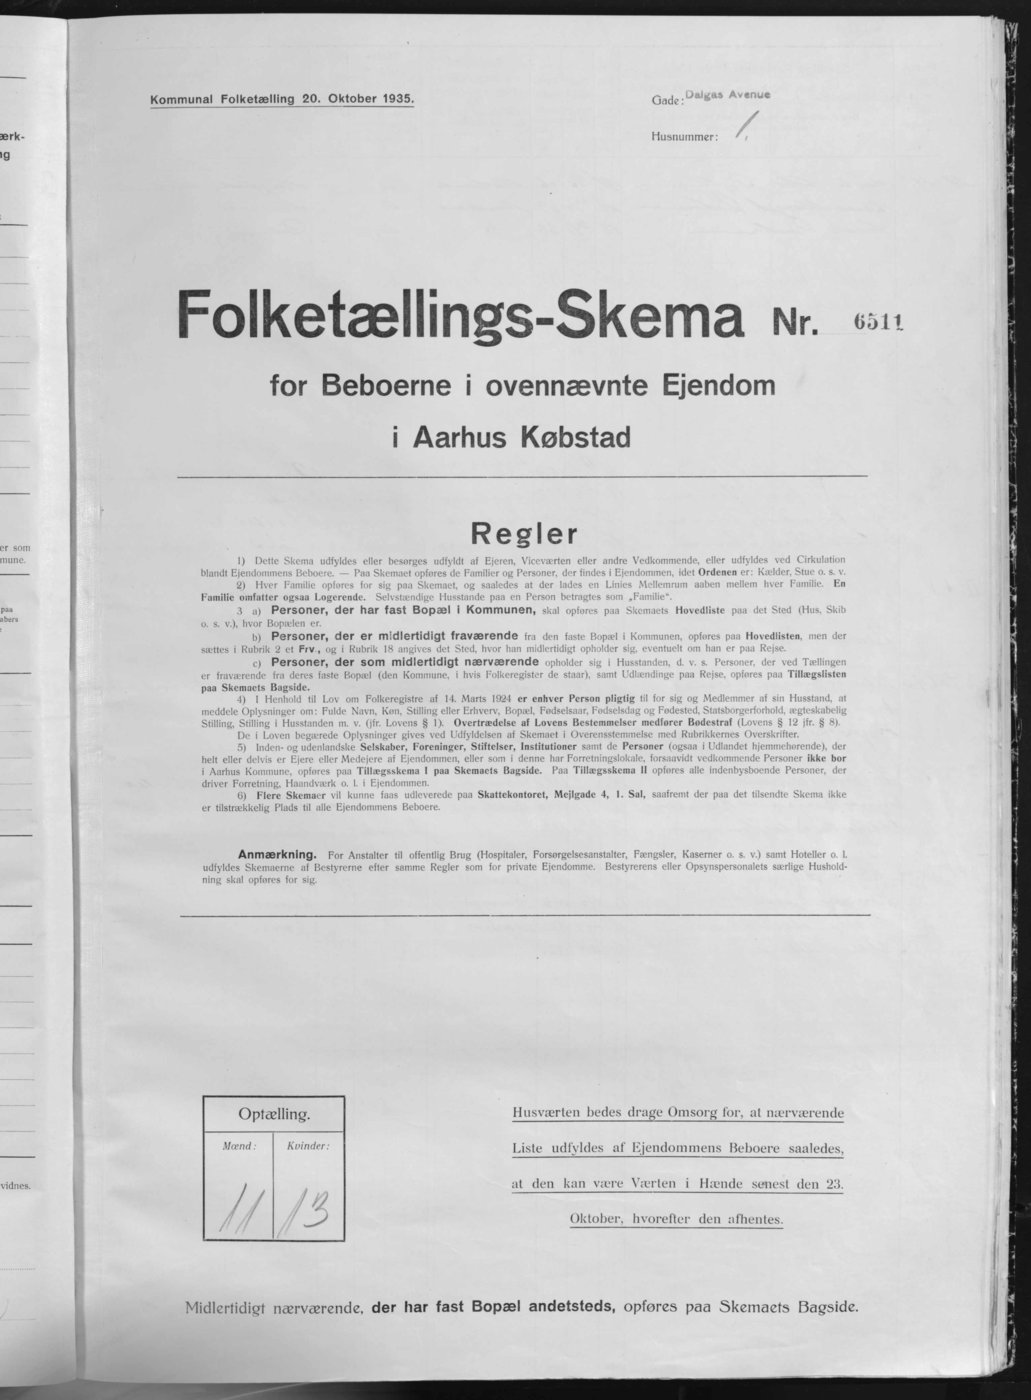 Kommunal Folketælling 20. Oktober 1935.
Gade: Dalgas Avenue
Husnummer: 1.
Folketællings-Skema Nr. 6511
for Beboerne i ovennævnte Ejendom
i Aarhus Købstad
Regler
1) Dette Skema udfyldes eller besørges udfyldt af Ejeren, Viceværten eller andre Vedkommende, eller udfyldes ved Cirkulation
blandt Ejendommens Beboere. — Paa Skemaet opføres de Familier og Personer, der findes i Ejendommen, idet Ordenen er: Kælder, Stue o. s. v.
2) Hver Familie opføres for sig paa Skemaet, og saaledes at der lades en Linies Mellemrum aaben mellem hver Familie. En
Familie omfatter ogsaa Logerende. Selvstændige Husstande paa en Person betragtes som „Familie“.
3 a) Personer, der har fast Bopæl i Kommunen, skal opføres paa Skemaets Hovedliste paa det Sted (Hus, Skib
o. s. v.), hvor Bopælen er.
b) Personer, der er midlertidigt fraværende fra den faste Bopæl i Kommunen, opføres paa Hovedlisten, men der
sættes i Rubrik 2 et Frv., og i Rubrik 18 angives det Sted, hvor han midlertidigt opholder sig, eventuelt om han er paa Rejse.
c) Personer, der som midlertidigt nærværende opholder sig i Husstanden, d. v. s. Personer, der ved Tællingen
er fraværende fra deres faste Bopæl (den Kommune, i hvis Folkeregister de staar), samt Udlændinge paa Rejse, opføres paa Tillægslisten
paa Skemaets Bagside.
4) I Henhold til Lov om Folkeregistre af 14. Marts 1924 er enhver Person pligtig til for sig og Medlemmer af sin Husstand, at
meddele Oplysninger om: Fulde Navn, Køn, Stilling eller Erhverv, Bopæl, Fødselsaar, Fødselsdag og Fødested, Statsborgerforhold, ægteskabelig
Stilling, Stilling i Husstanden m. v. (jfr. Lovens § 1). Overtrædelse af Lovens Bestemmelser medfører Bødestraf (Lovens § 12 jfr. § 8).
De i Loven begærede Oplysninger gives ved Udfyldelsen af Skemaet i Overensstemmelse med Rubrikkernes Overskrifter.
5) Inden- og udenlandske Selskaber, Foreninger, Stiftelser, Institutioner samt de Personer (ogsaa i Udlandet hjemmehørende), der
helt eller delvis er Ejere eller Medejere af Ejendommen, eller som i denne har Forretningslokale, forsaavidt vedkommende Personer ikke bor
i Aarhus Kommune, opføres paa Tillægsskema I paa Skemaets Bagside. Paa Tillægsskema II opføres alle indenbysboende Personer, der
driver Forretning, Haandværk o. l. i Ejendommen.
6) Flere Skemaer vil kunne faas udleverede paa Skattekontoret, Mejlgade 4, 1. Sal, saafremt der paa det tilsendte Skema ikke
er tilstrækkelig Plads til alle Ejendommens Beboere.
Anmærkning. For Anstalter til offentlig Brug (Hospitaler, Forsørgelsesanstalter, Fængsler, Kaserner o. s. v.) samt Hoteller o. l.
udfyldes Skemaerne af Bestyrerne efter samme Regler som for private Ejendomme. Bestyrerens eller Opsynspersonalets særlige Hushold-
ning skal opføres for sig.
Optælling.
Mænd: Kvinder:
11 13
Husværten bedes drage Omsorg for, at nærværende
Liste udfyldes af Ejendommens Beboere saaledes,
at den kan være Værten i Hænde senest den 23.
Oktober, hvorefter den afhentes.
Midlertidigt nærværende, der har fast Bopæl andetsteds, opføres paa Skemaets Bagside.